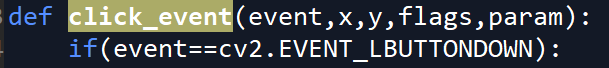 def click_event(event,x,y,flags,param):
if(event==cv2.EVENT_LBUTTONDOWN):